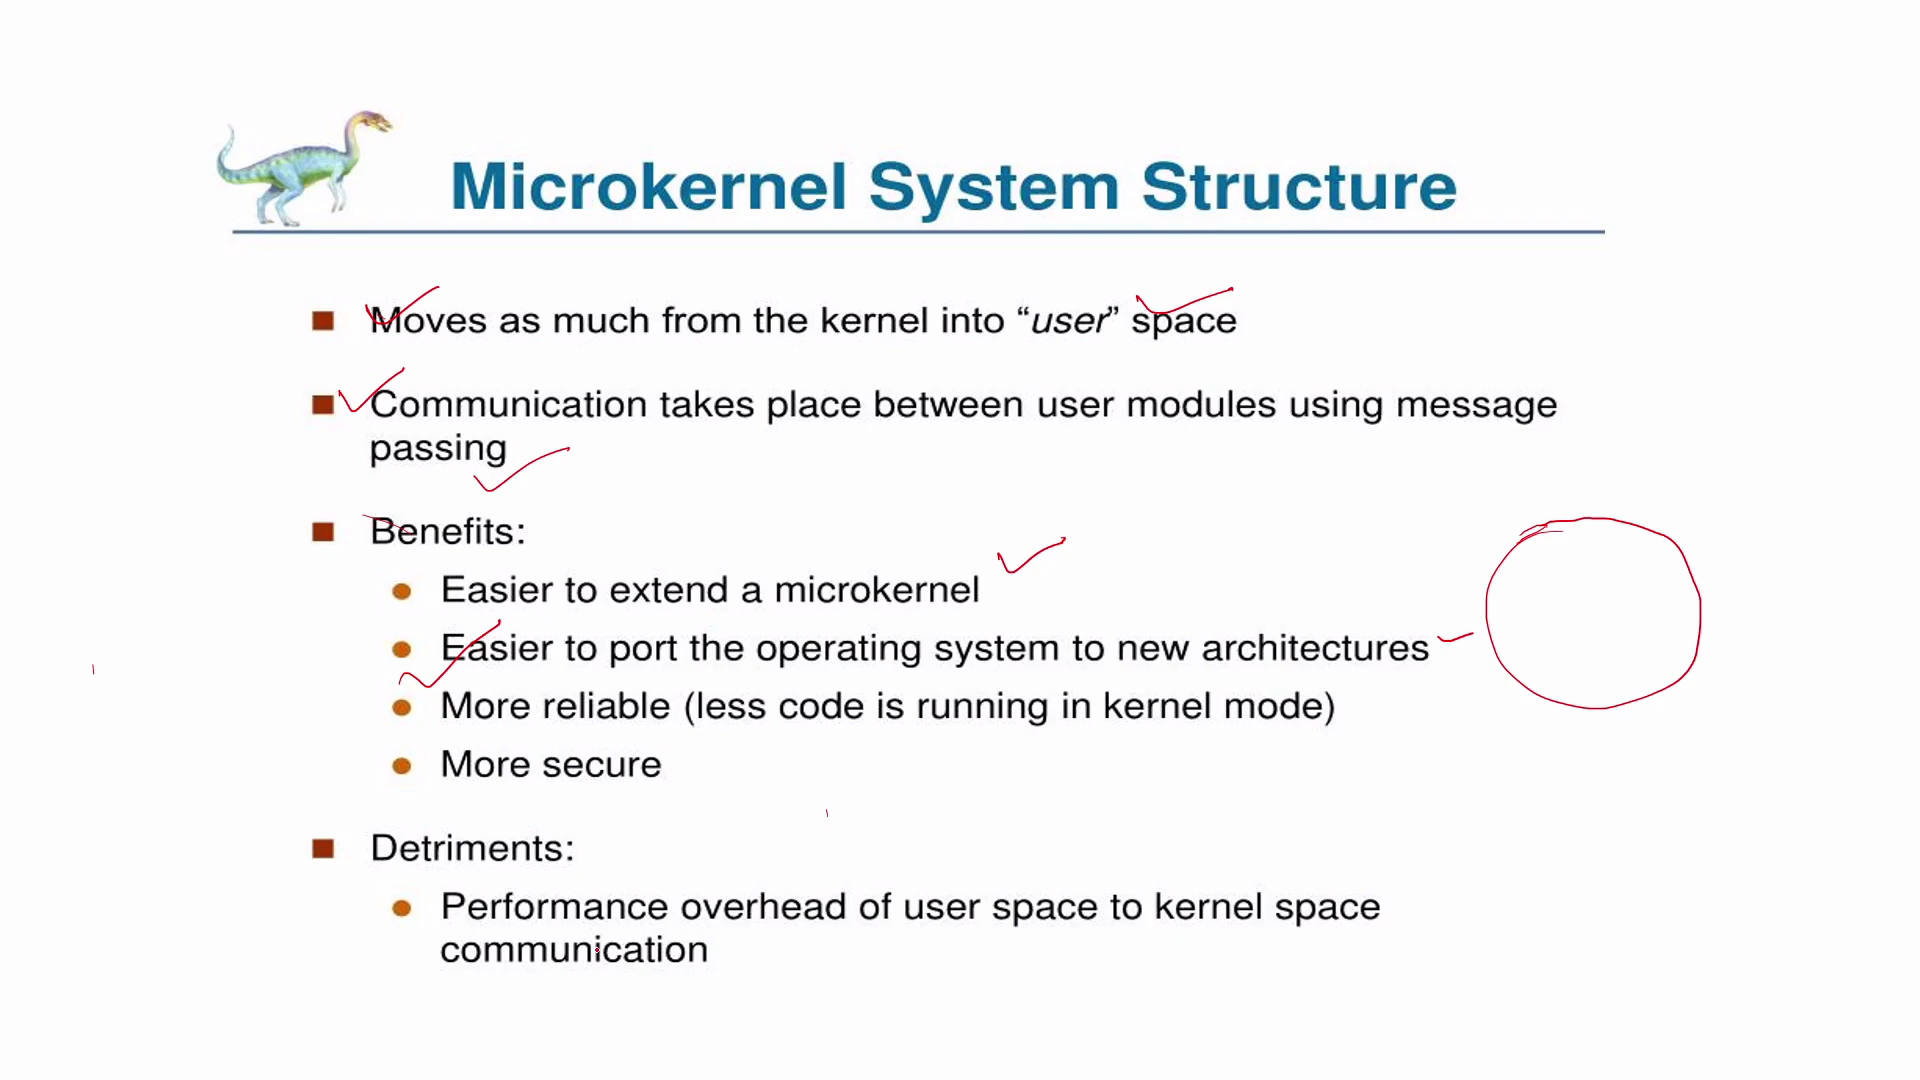 Microkernel System Structure
Moves as much from the kernel into “user” space
Communication takes place between user modules using message
passing
Benefits:
Easier to extend a microkernel
Easier to port the operating system to new architectures
More reliable (less code is running in kernel mode)
More secure
Detriments:
Performance overhead of user space to kernel space
communication